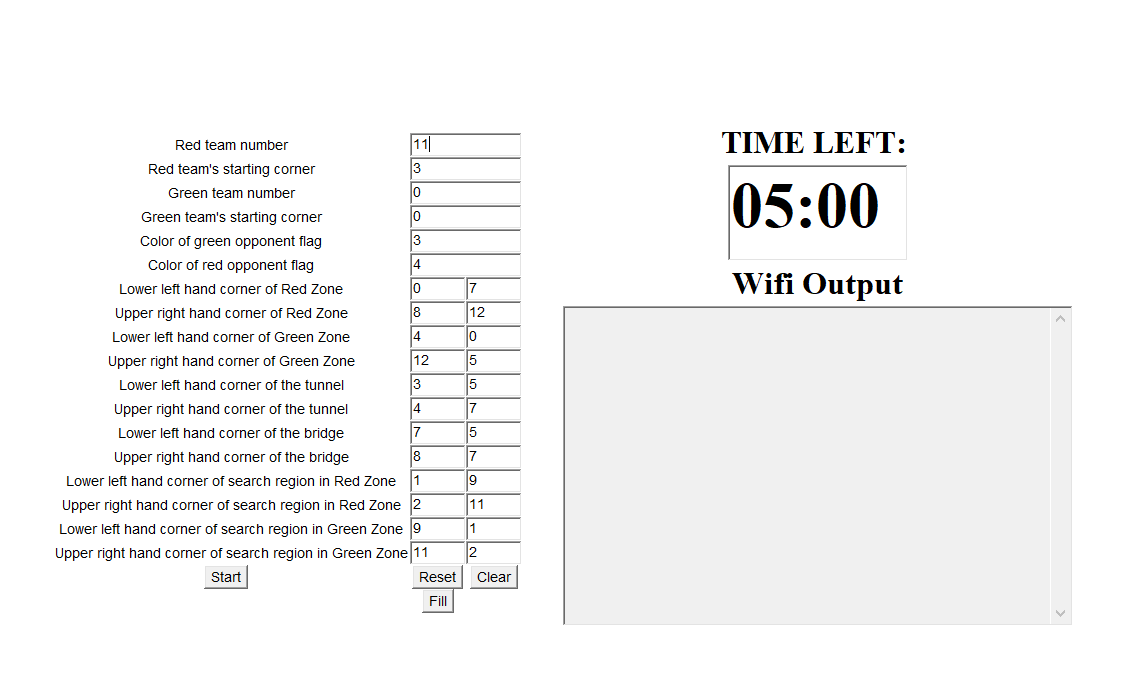 Red team number 11
Red team's starting corner 3
Green team number 0
Green team's starting corner 0
Color of green opponent flag 3
Color of red opponent flag 4
Lower left hand corner of Red Zone 0 7
Upper right hand corner of Red Zone 8 12
Lower left hand corner of Green Zone 4 0
Upper right hand corner of Green Zone 12 5
Lower left hand corner of the tunnel 3 5
Upper right hand corner of the tunnel 4 7
Lower left hand corner of the bridge 7 5
Upper right hand corner of the bridge 8 7
Lower left hand corner of search region in Red Zone 1 9
Upper right hand corner of search region in Red Zone 2 11
Lower left hand corner of search region in Green Zone 9 1
Upper right hand corner of search region in Green Zone 11 2
Start Reset Clear
Fill
TIME LEFT:
05:00
Wifi Output